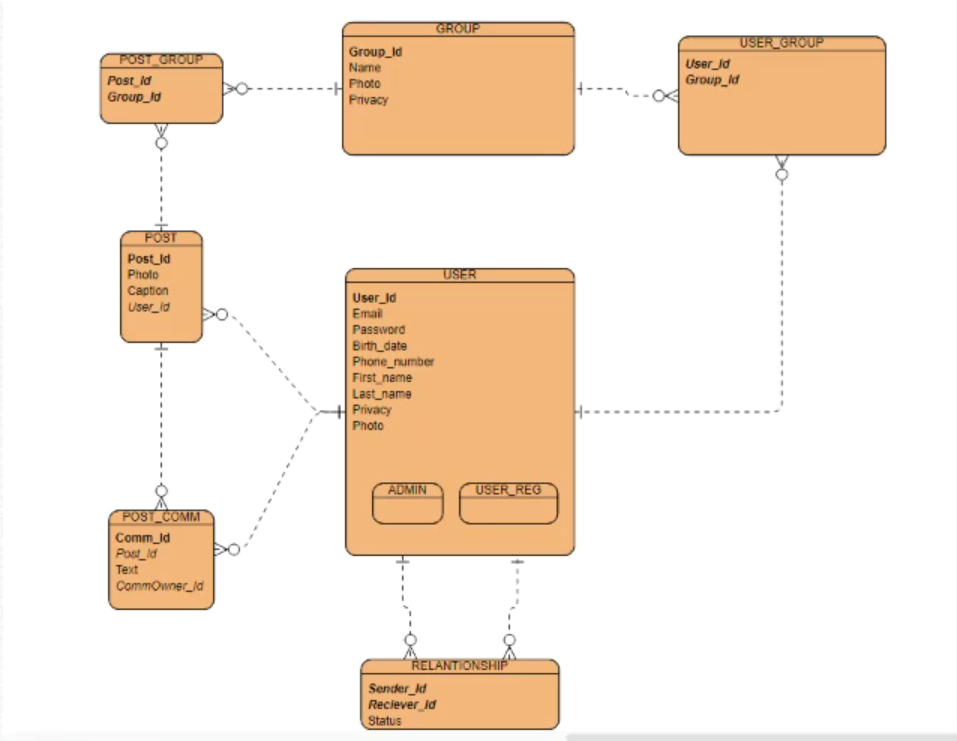 GROUP
Group_Id
Name
Photo
Privacy
USER_GROUP
User_Id
Group_Id
POST_GROUP
Post_Id
Group_Id
POST
Post_Id
Photo
Caption
User_Id
USER
User_Id
Email
Password
Birth_date
Phone_number
First_name
Last_name
Privacy
Photo
ADMIN
USER_REG
POST_COMM
Comm_Id
Post_Id
Text
CommOwner_Id
RELANTIONSHIP
Sender_Id
Reciever_Id
Status